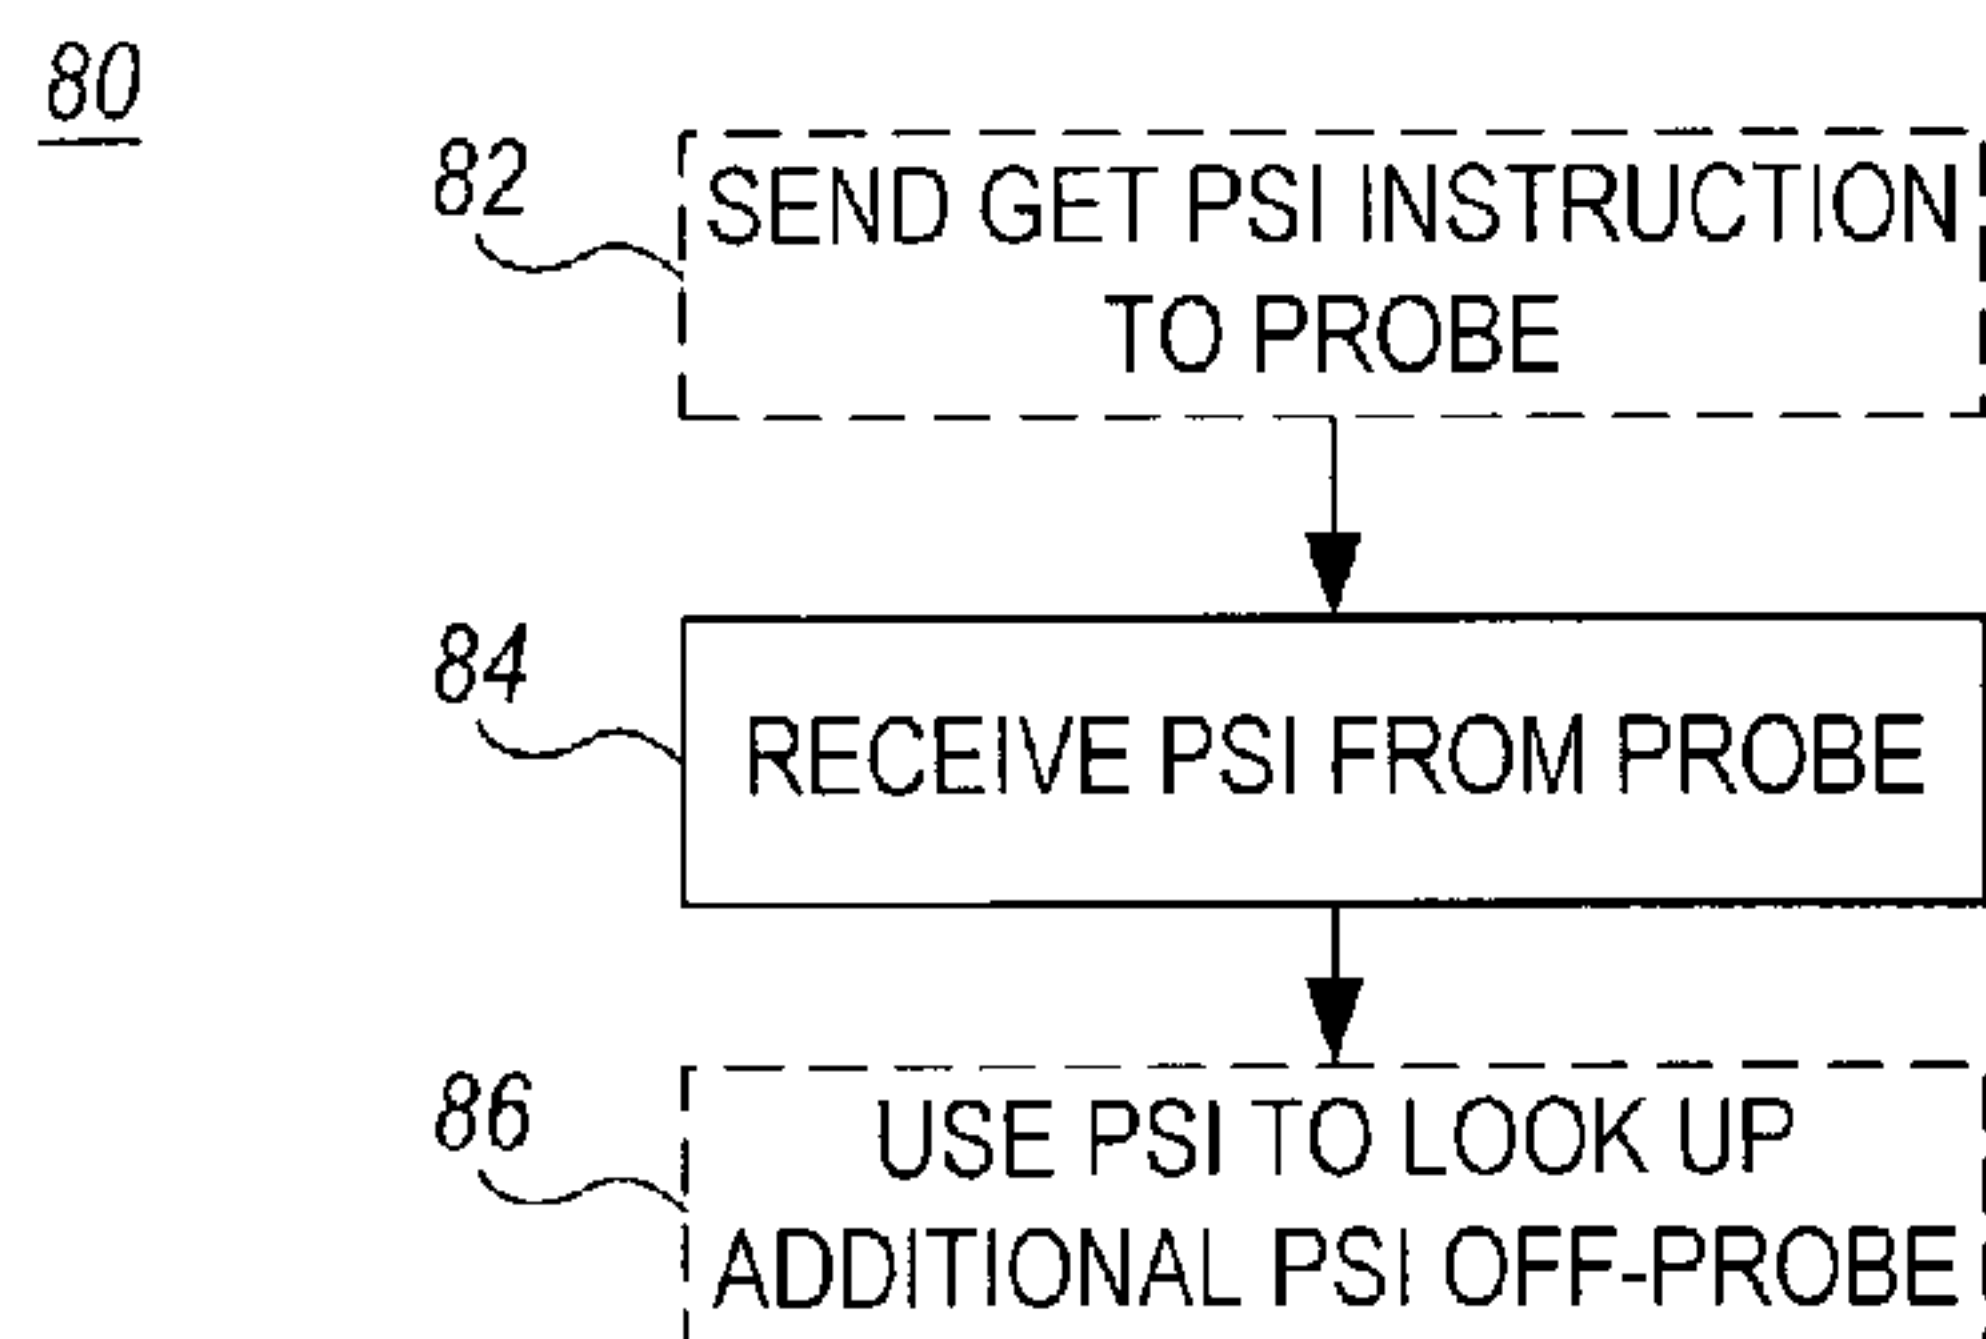 80
82
SEND GET PSI INSTRUCTION
TO PROBE
84
RECEIVE PSI FROM PROBE
86
USE PSI TO LOOK UP
ADDITIONAL PSI OFF-PROBE